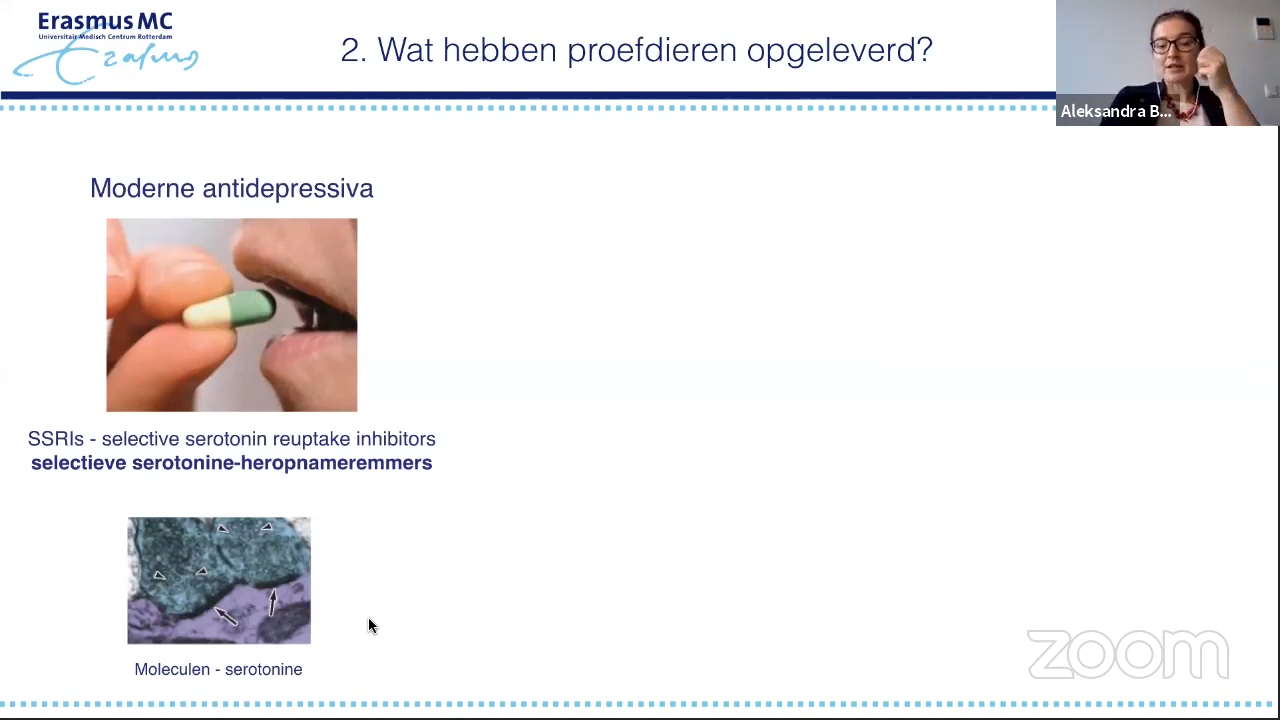 Erasmus MC
Universitair Medisch Centrum Rotterdam
Erasmus
2. Wat hebben proefdieren opgeleverd?
Aleksandra B...
Moderne antidepressiva
SSRIs - selective serotonin reuptake inhibitors
selectieve serotonine-heropnameremmers
Moleculen - serotonine
zoom